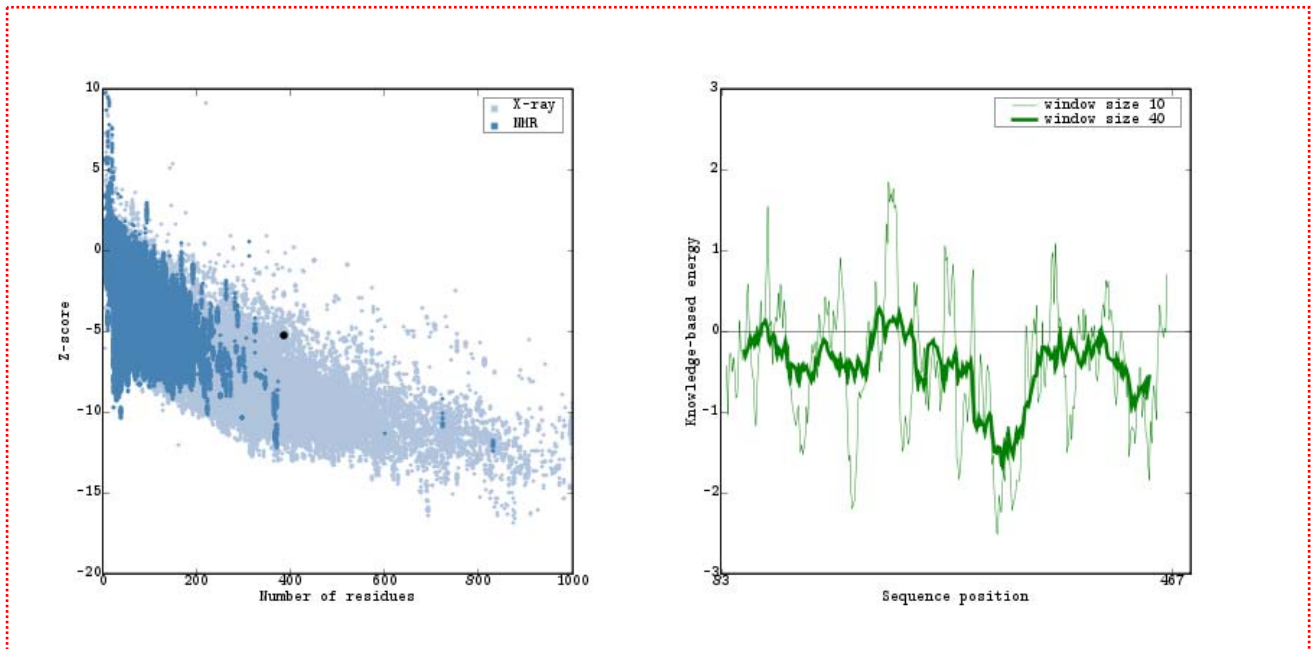 10
5
0
-5
-10
-15
-20
Z-score
X-ray
NMR
0 200 400 600 800 1000
Number of residues
3
2
1
0
-1
-2
-3
Knowledge-based energy
window size 10
window size 40
467
Sequence position